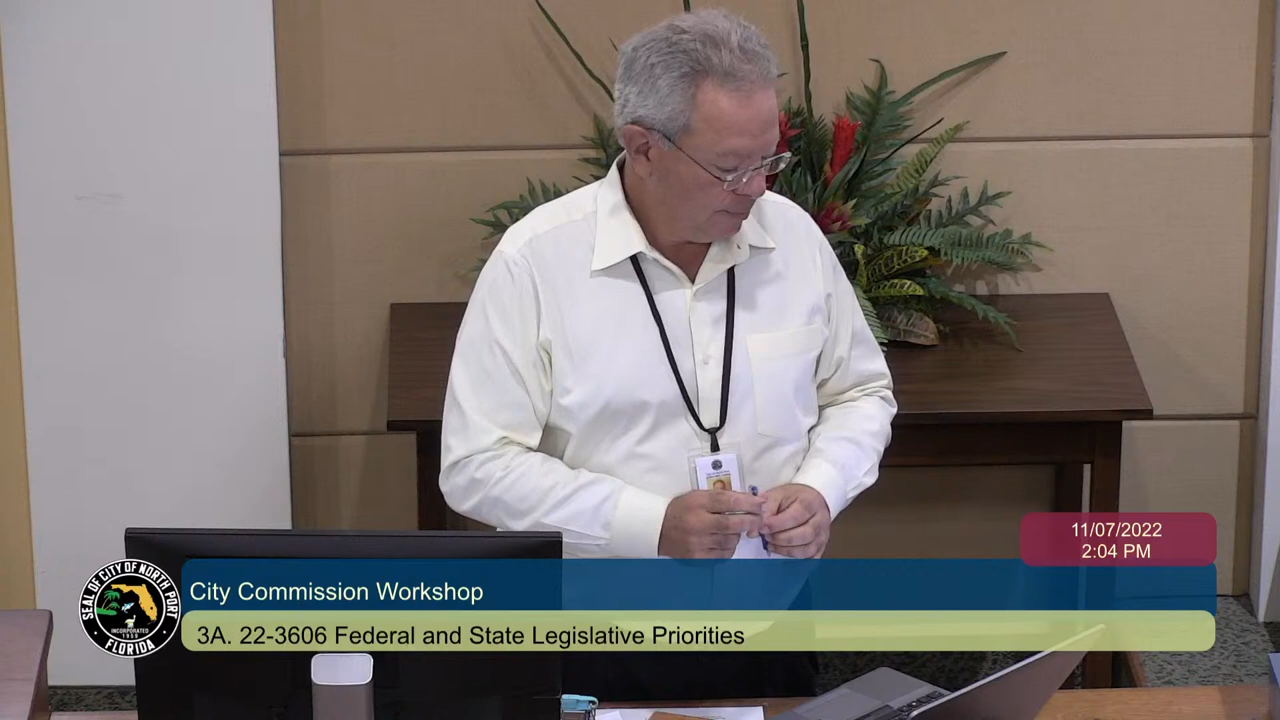 11/07/2022
2:04 PM
City Commission Workshop
3A. 22-3606 Federal and State Legislative Priorities
SEAL OF CITY OF NORTH PORT
INCORPORATED
1959
FLORIDA